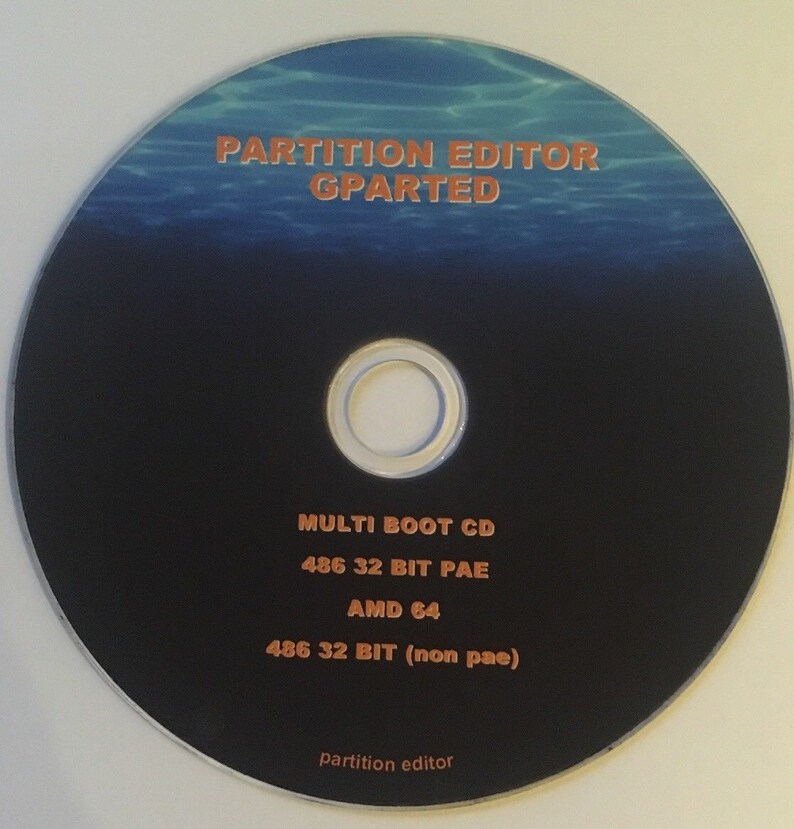 PARTITION EDITOR
GPARTED
MULTI BOOT CD
486 32 BIT PAE
AMD 64
486 32 BIT (non pae)
partition editor